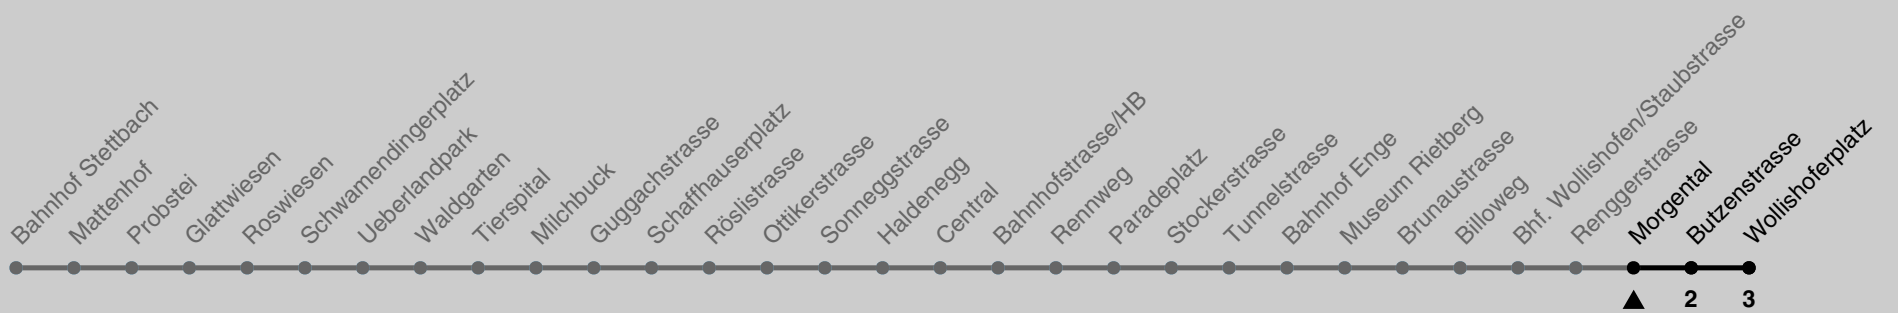 Bahnhof Stettbach
Mattenhof
Probstei
Glattwiesen
Roswiesen
Schwamendingerplatz
Ueberlandpark
Waldgarten
Tierspital
Milchbuck
Guggachstrasse
Schaffhauserplatz
Röslistrasse
Ottikerstrasse
Sonneggstrasse
Haldenegg
Central
Bahnhofstrasse/HB
Rennweg
Paradeplatz
Stockerstrasse
Tunnelstrasse
Bahnhof Enge
Museum Rietberg
Brunaustrasse
Billoweg
Bhf. Wollishofen/Staubstrasse
Renggerstrasse
Morgental
Butzenstrasse
Wollishoferplatz
2
3